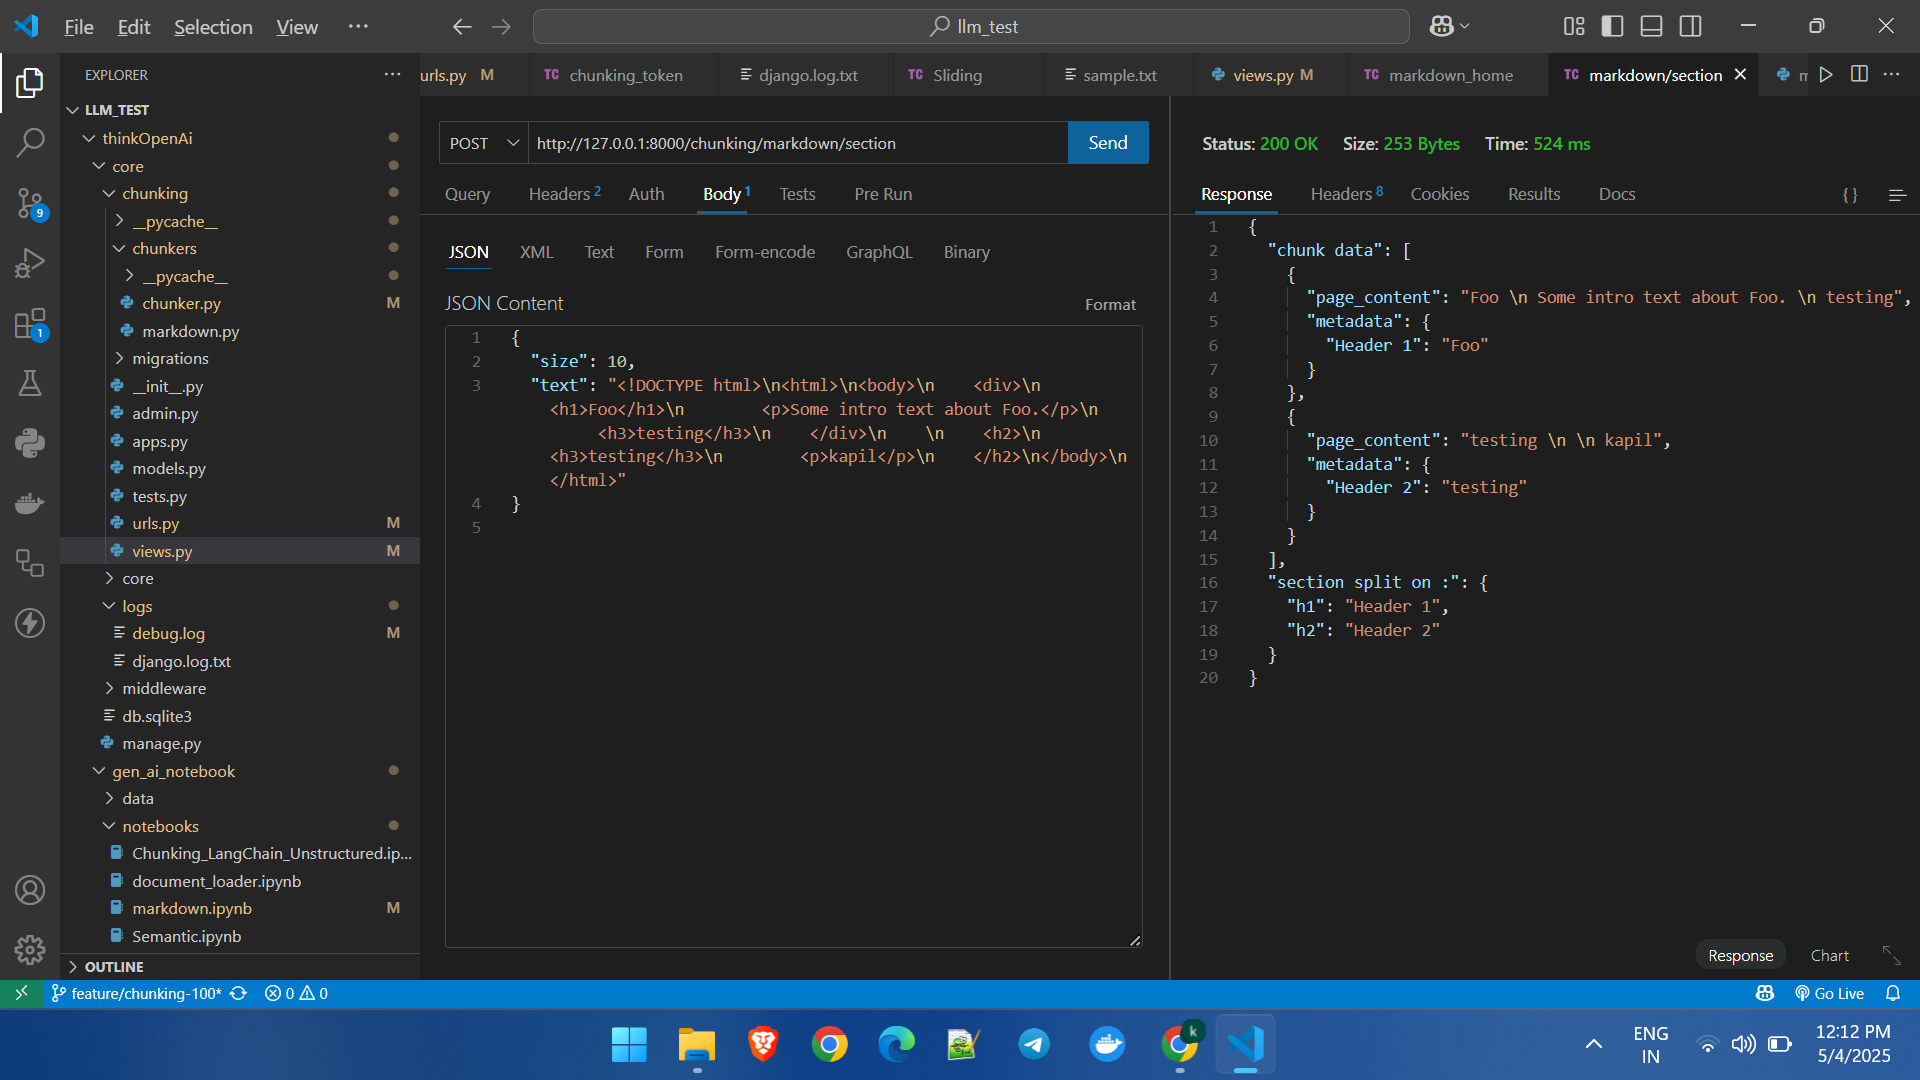 File Edit Selection View ··· llm_test
EXPLORER
LLM_TEST
thinkOpenAi
core
chunking
__pycache__
chunkers
__pycache__
chunker.py M
markdown.py
migrations
__init__.py
admin.py
apps.py
models.py
tests.py
urls.py M
views.py M
core
logs
debug.log M
django.log.txt
middleware
db.sqlite3
manage.py
gen_ai_notebook
data
notebooks
Chunking_LangChain_Unstructured.ip...
document_loader.ipynb
markdown.ipynb M
Semantic.ipynb
OUTLINE
9
1
urls.py M TC chunking_token django.log.txt TC Sliding sample.txt views.py M TC markdown_home TC markdown/section
POST http://127.0.0.1:8000/chunking/markdown/section Send
Query Headers 2 Auth Body 1 Tests Pre Run
JSON XML Text Form Form-encode GraphQL Binary
JSON Content Format
1 {
2 "size": 10,
3 "text": "<!DOCTYPE html>\n<html>\n<body>\n    <div>\n
<h1>Foo</h1>\n        <p>Some intro text about Foo.</p>\n
<h3>testing</h3>\n    </div>\n    \n    <h2>\n
<h3>testing</h3>\n        <p>kapil</p>\n    </h2>\n</body>\n
</html>"
4 }
5
Status: 200 OK Size: 253 Bytes Time: 524 ms
Response Headers 8 Cookies Results Docs {}
1 {
2 "chunk data": [
3 {
4 "page_content": "Foo \n Some intro text about Foo. \n testing",
5 "metadata": {
6 "Header 1": "Foo"
7 }
8 },
9 {
10 "page_content": "testing \n \n kapil",
11 "metadata": {
12 "Header 2": "testing"
13 }
14 }
15 ],
16 "section split on :": {
17 "h1": "Header 1",
18 "h2": "Header 2"
19 }
20 }
Response Chart
feature/chunking-100* 0 0 Go Live
k
ENG
IN
12:12 PM
5/4/2025